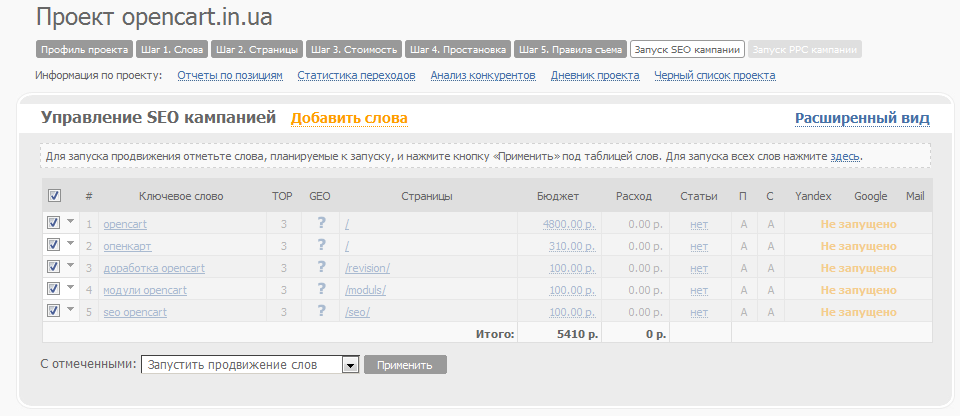 Проект opencart.in.ua
Профиль проекта Шаг 1. Слова Шаг 2. Страницы Шаг 3. Стоимость Шаг 4. Простановка Шаг 5. Правила съема Запуск SEO кампании Запуск PPC кампании
Информация по проекту: Отчеты по позициям Статистика переходов Анализ конкурентов Дневник проекта Черный список проекта
Управление SEO кампанией Добавить слова Расширенный вид
Для запуска продвижения отметьте слова, планируемые к запуску, и нажмите кнопку «Применить» под таблицей слов. Для запуска всех слов нажмите здесь.
# Ключевое слово TOP GEO Страницы Бюджет Расход Статьи П С Yandex Google Mail
1 opencart 3 ? / 4800.00 р. 0.00 р. нет А А Не запущено
2 опенкарт 3 ? / 310.00 р. 0.00 р. нет А А Не запущено
3 доработка opencart 3 ? /revision/ 100.00 р. 0.00 р. нет А А Не запущено
4 модули opencart 3 ? /moduls/ 100.00 р. 0.00 р. нет А А Не запущено
5 seo opencart 3 ? /seo/ 100.00 р. 0.00 р. нет А А Не запущено
Итого: 5410 р. 0 р.
С отмеченными: Запустить продвижение слов Применить